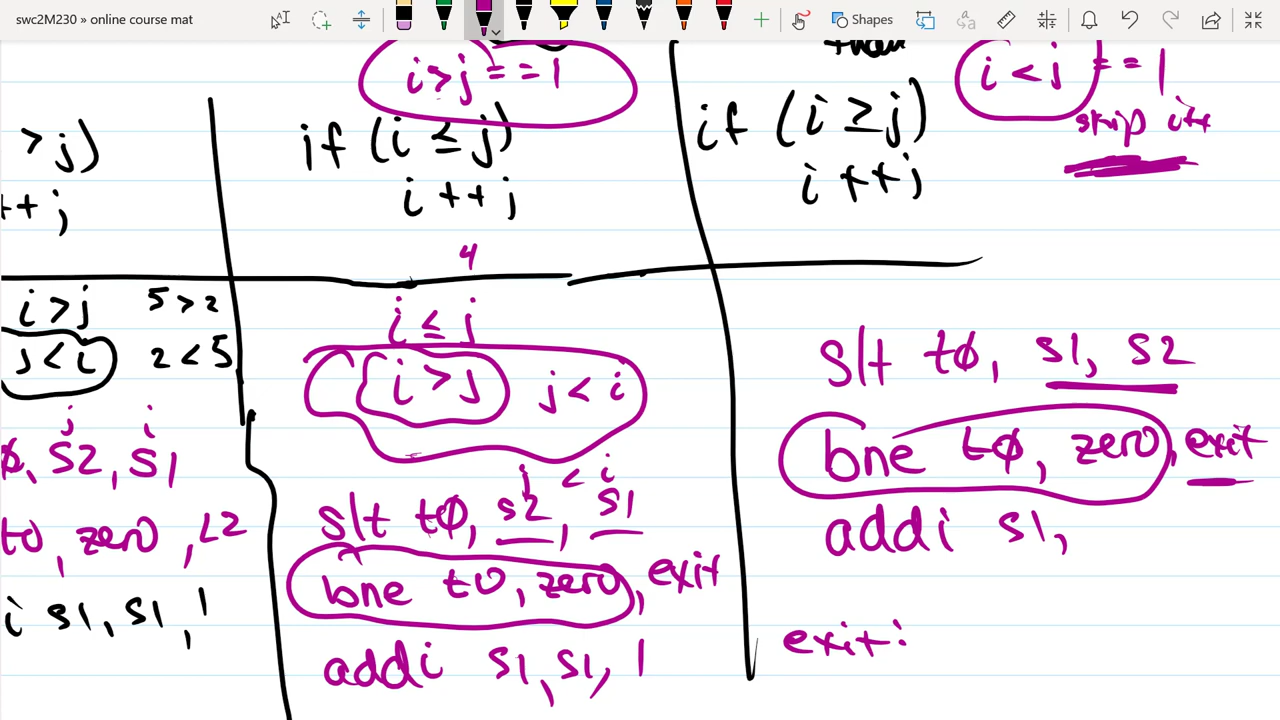 swc2M230 » online course mat
Shapes
i>j == 1
then
i < j == 1
> j)
if (i ≤ j)
if (i ≥ j)
skip it
++;
i++;
i++;
4
i > j 5 > 2
j < i 2 < 5
i ≤ j
i > j j < i
slt t0, s1, s2
j i
0, s2, s1
j < i
slt t0, s2, s1
bne t0, zero, exit
t0, zero, L2
bne t0, zero, exit
addi s1,
i s1, s1, 1
addi s1, s1, 1
exit: